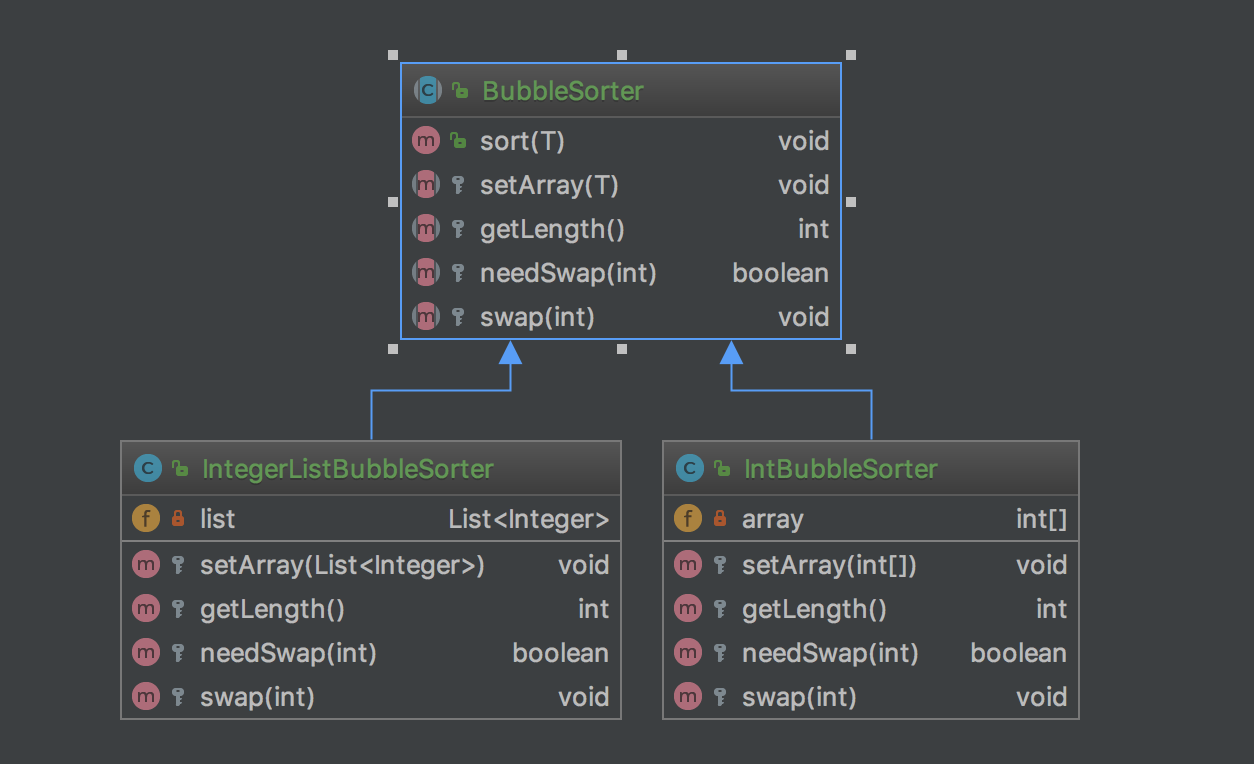 C BubbleSorter
m sort(T) void
m setArray(T) void
m getLength() int
m needSwap(int) boolean
m swap(int) void
C IntegerListBubbleSorter
f list List<Integer>
m setArray(List<Integer>) void
m getLength() int
m needSwap(int) boolean
m swap(int) void
C IntBubbleSorter
f array int[]
m setArray(int[]) void
m getLength() int
m needSwap(int) boolean
m swap(int) void